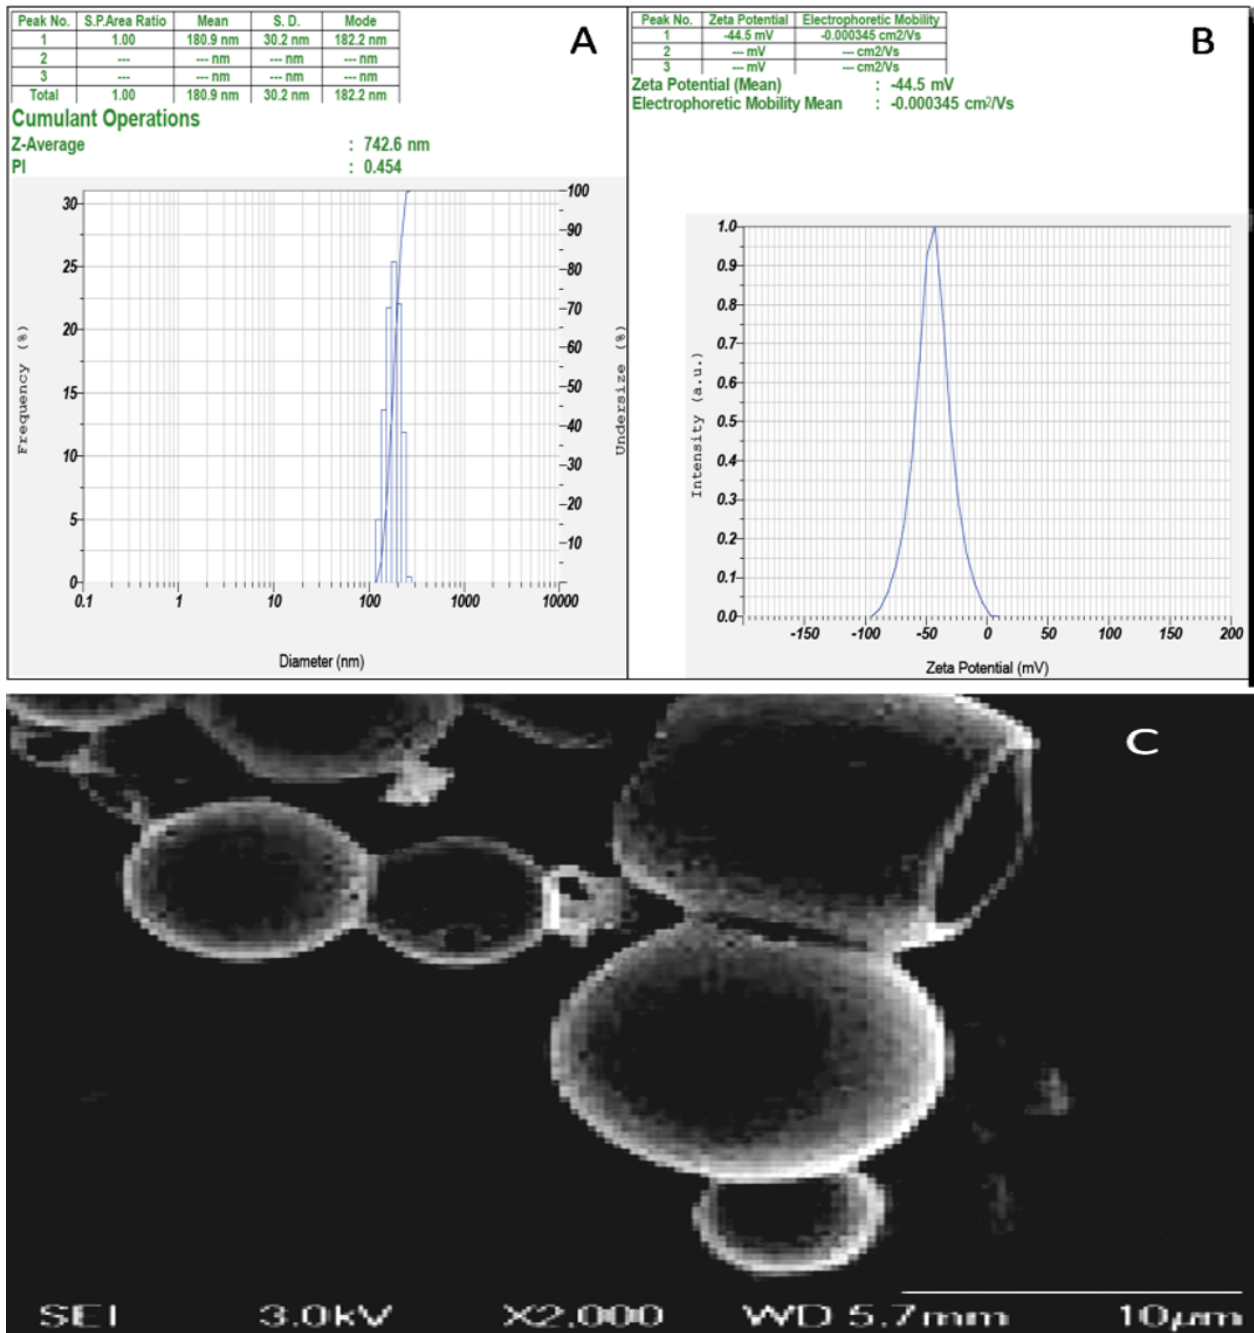 Peak No. S.P.Area Ratio Mean S. D. Mode
1 1.00 180.9 nm 30.2 nm 182.2 nm
2 --- --- nm --- nm --- nm
3 --- --- nm --- nm --- nm
Total 1.00 180.9 nm 30.2 nm 182.2 nm
A
Cumulant Operations
Z-Average : 742.6 nm
PI : 0.454
30 25 20 15 10 5 0
Frequency (%)
100 90 80 70 60 50 40 30 20 10
Undersize (%)
0.1 1 10 100 1000 10000
Diameter (nm)
Peak No. Zeta Potential Electrophoretic Mobility
1 -44.5 mV -0.000345 cm2/Vs
2 --- mV --- cm2/Vs
3 --- mV --- cm2/Vs
B
Zeta Potential (Mean) : -44.5 mV
Electrophoretic Mobility Mean : -0.000345 cm²/Vs
1.0 0.9 0.8 0.7 0.6 0.5 0.4 0.3 0.2 0.1 0.0
Intensity (a.u.)
-150 -100 -50 0 50 100 150 200
Zeta Potential (mV)
C
SEI 3.0kV X2,000 WD 5.7mm 10µm